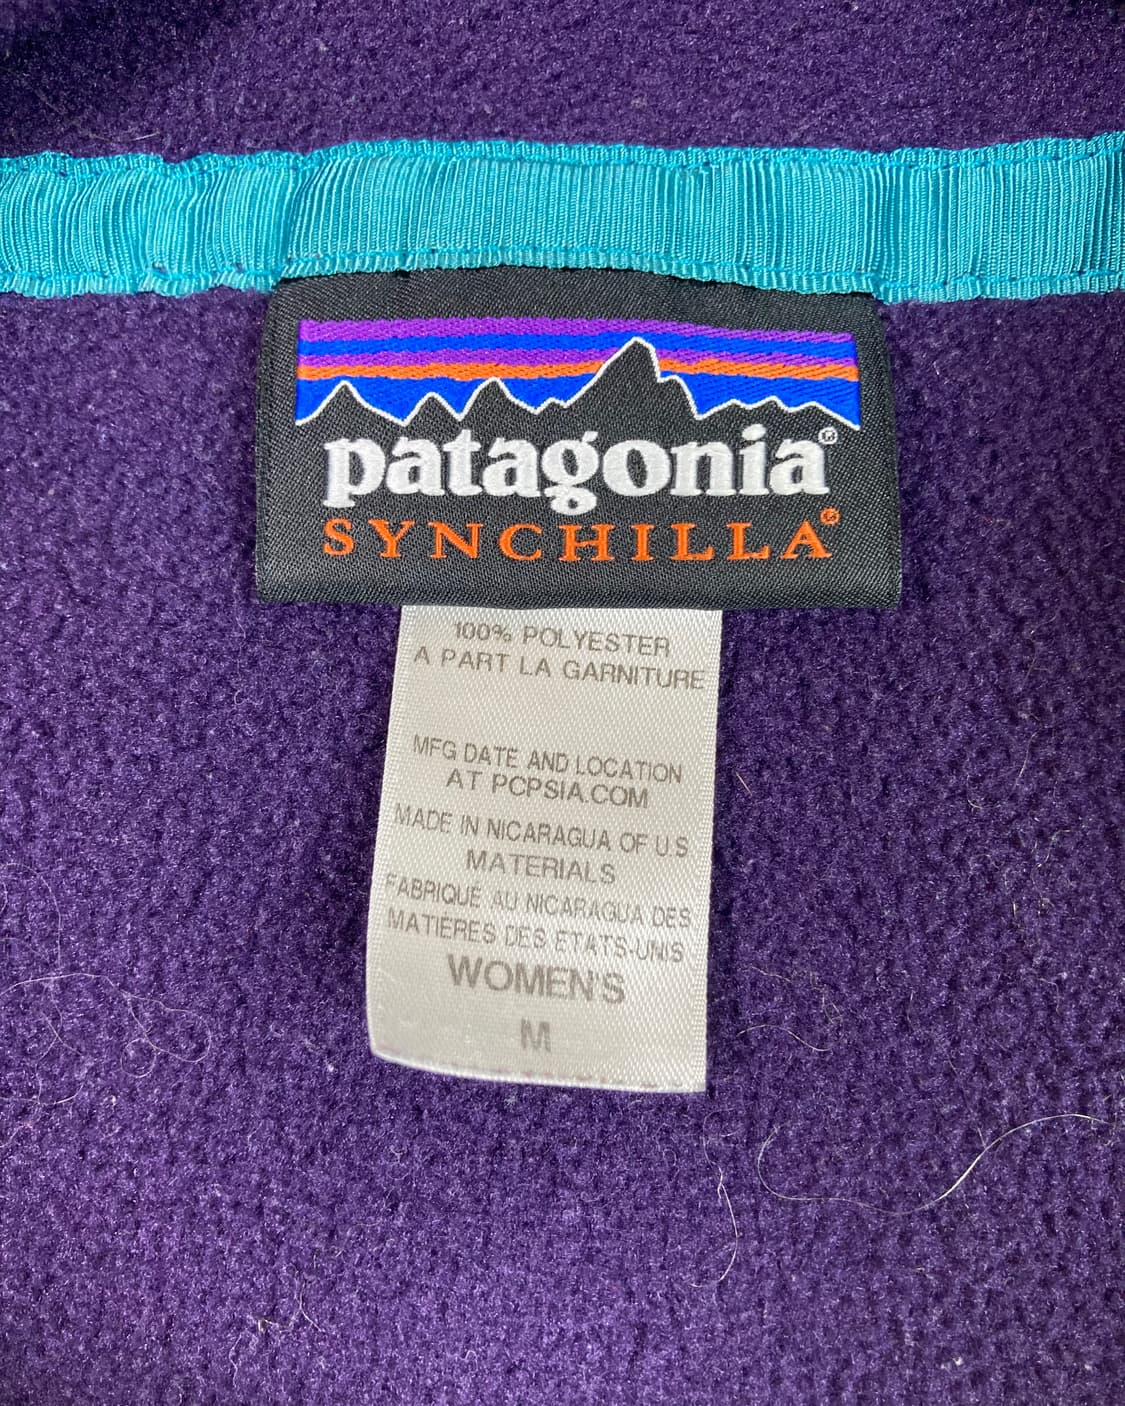 patagonia®
SYNCHILLA®
100% POLYESTER
A PART LA GARNITURE
MFG DATE AND LOCATION
AT PCPSIA.COM
MADE IN NICARAGUA OF U.S
MATERIALS
FABRIQUÉ AU NICARAGUA DES
MATIÈRES DES ETATS-UNIS
WOMEN'S
M